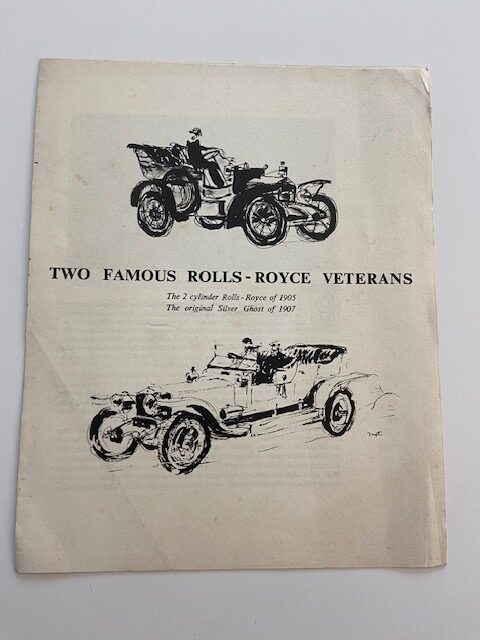 TWO FAMOUS ROLLS-ROYCE VETERANS
The 2 cylinder Rolls-Royce of 1905
The original Silver Ghost of 1907